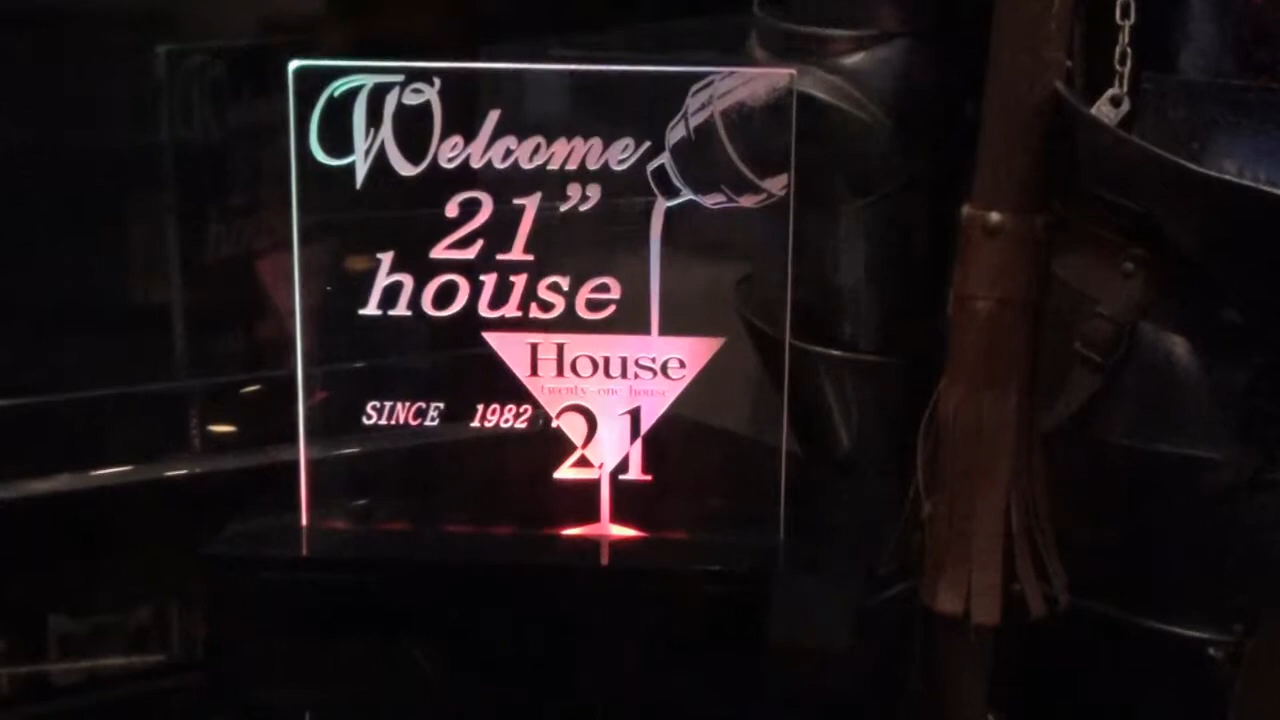 Welcome
21”
house
House
twenty-one house
SINCE 1982
21